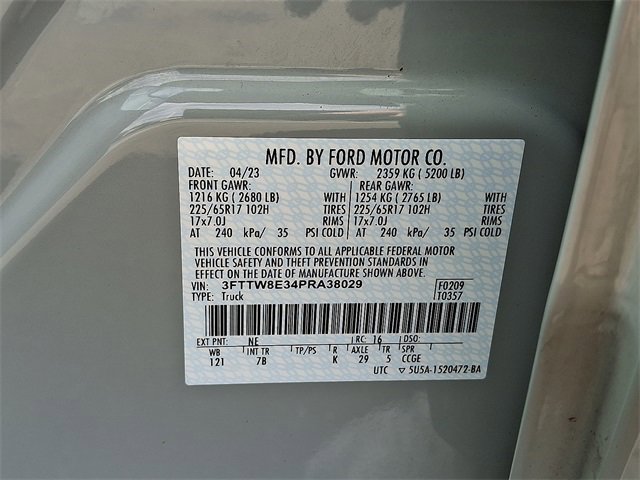 MFD. BY FORD MOTOR CO.
DATE: 04/23 GVWR: 2359 KG ( 5200 LB)
FRONT GAWR: REAR GAWR:
1216 KG ( 2680 LB) WITH 1254 KG ( 2765 LB) WITH
225/65R17 102H TIRES 225/65R17 102H TIRES
17x7.0J RIMS 17x7.0J RIMS
AT 240 kPa/ 35 PSI COLD AT 240 kPa/ 35 PSI COLD
THIS VEHICLE CONFORMS TO ALL APPLICABLE FEDERAL MOTOR
VEHICLE SAFETY AND THEFT PREVENTION STANDARDS IN
EFFECT ON THE DATE OF MANUFACTURE SHOWN ABOVE.
VIN: 3FTTW8E34PRA38029 F0209
TYPE: Truck T0357
EXT PNT: NE RC: 16 DSO:
WB INT TR TP/PS R AXLE TR SPR
121 7B K 29 5 CCGE
UTC ▽ 5U5A-1520472-BA